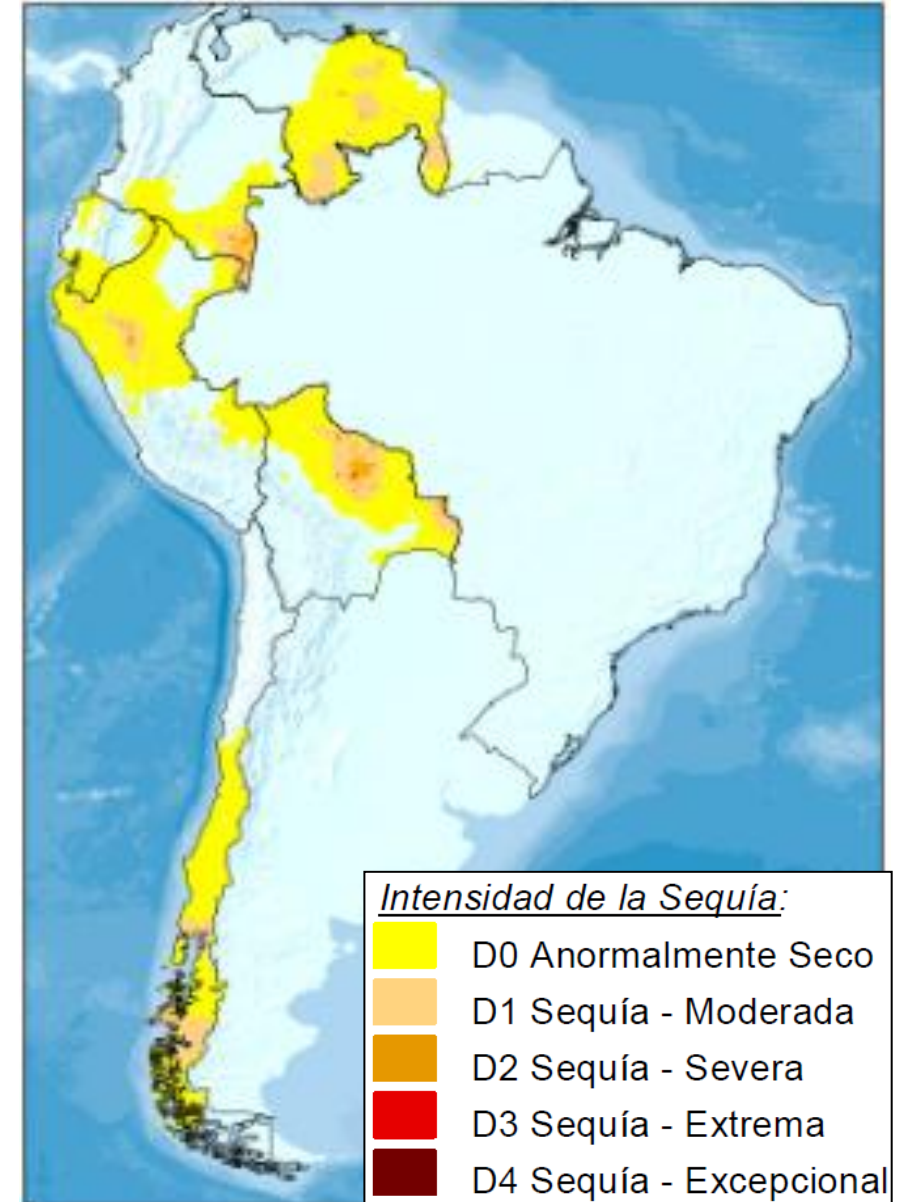 Intensidad de la Sequía:
D0 Anormalmente Seco
D1 Sequía - Moderada
D2 Sequía - Severa
D3 Sequía - Extrema
D4 Sequía - Excepcional